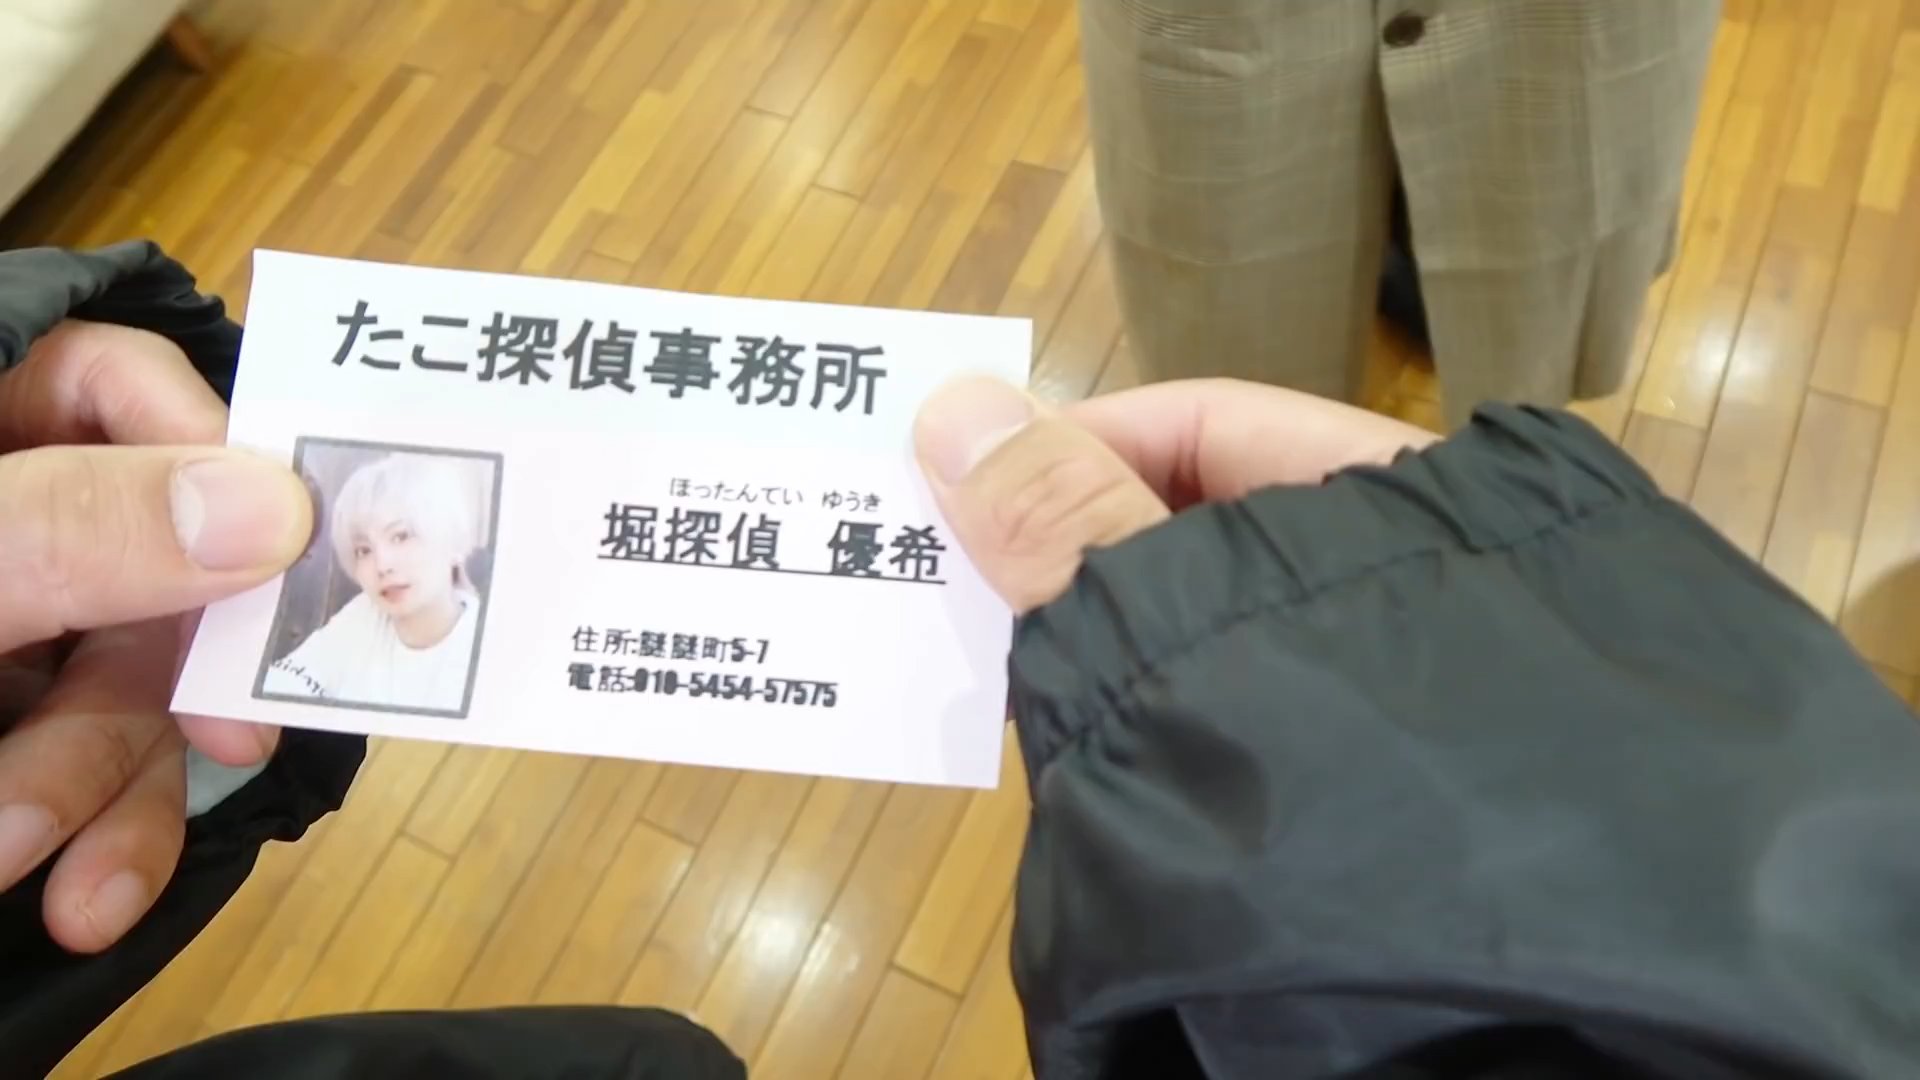 たこ探偵事務所
ほったんてい ゆうき
堀探偵 優希
住所:謎謎町5-7
電話:010-5454-57575